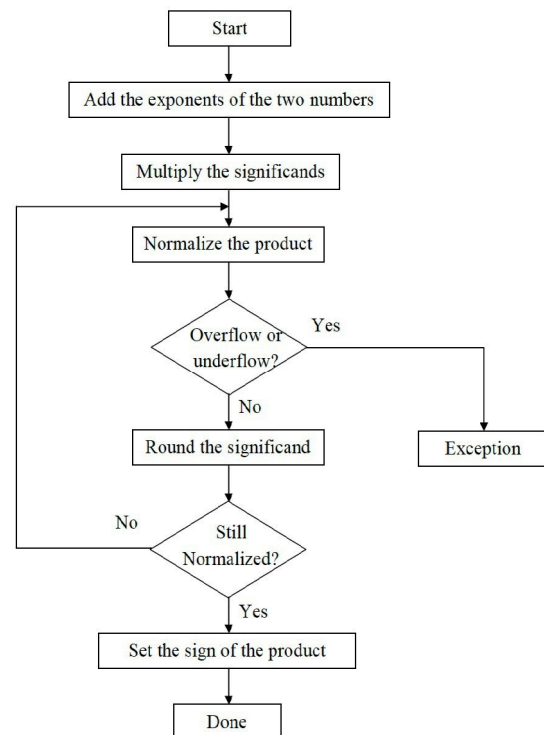 Start
Add the exponents of the two numbers
Multiply the significands
Normalize the product
Overflow or
underflow?
Yes
No
Round the significand
Exception
No
Still
Normalized?
Yes
Set the sign of the product
Done